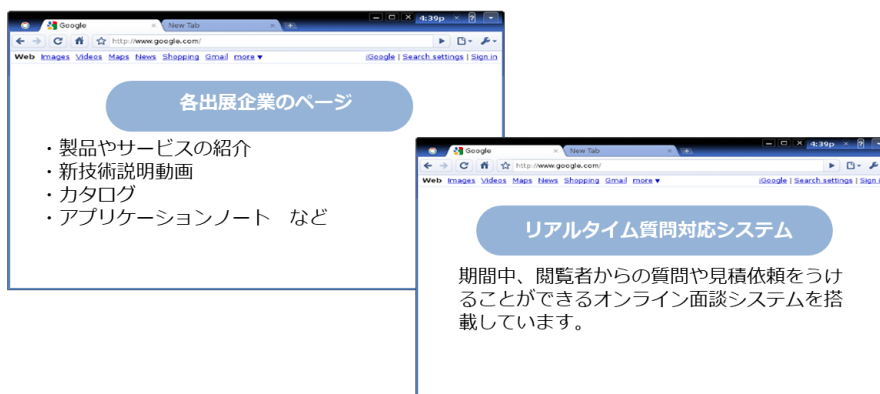 Google
New Tab
4:39p
http://www.google.com/
Web Images Videos Maps News Shopping Gmail more ▼
iGoogle | Search settings | Sign in
各出展企業のページ
・製品やサービスの紹介
・新技術説明動画
・カタログ
・アプリケーションノート　など
Google
New Tab
4:39p
http://www.google.com/
Web Images Videos Maps News Shopping Gmail more ▼
iGoogle | Search settings | Sign i
リアルタイム質問対応システム
期間中、閲覧者からの質問や見積依頼をうけ
ることができるオンライン面談システムを搭
載しています。